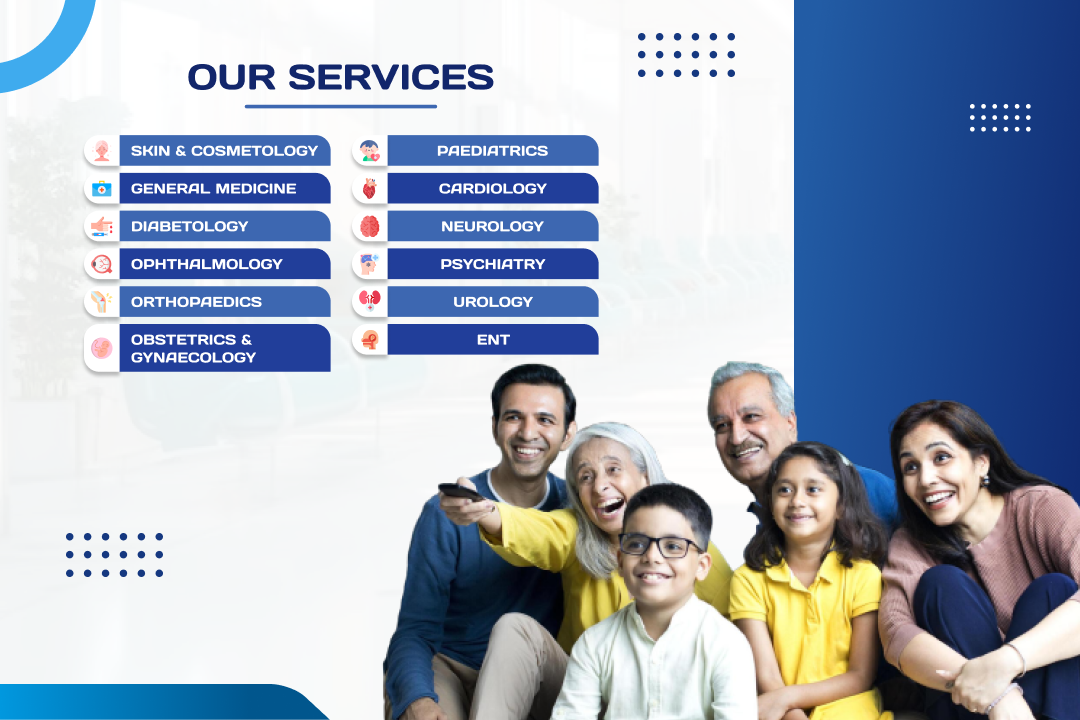 OUR SERVICES
SKIN & COSMETOLOGY
GENERAL MEDICINE
DIABETOLOGY
OPHTHALMOLOGY
ORTHOPAEDICS
OBSTETRICS &
GYNAECOLOGY
PAEDIATRICS
CARDIOLOGY
NEUROLOGY
PSYCHIATRY
UROLOGY
ENT